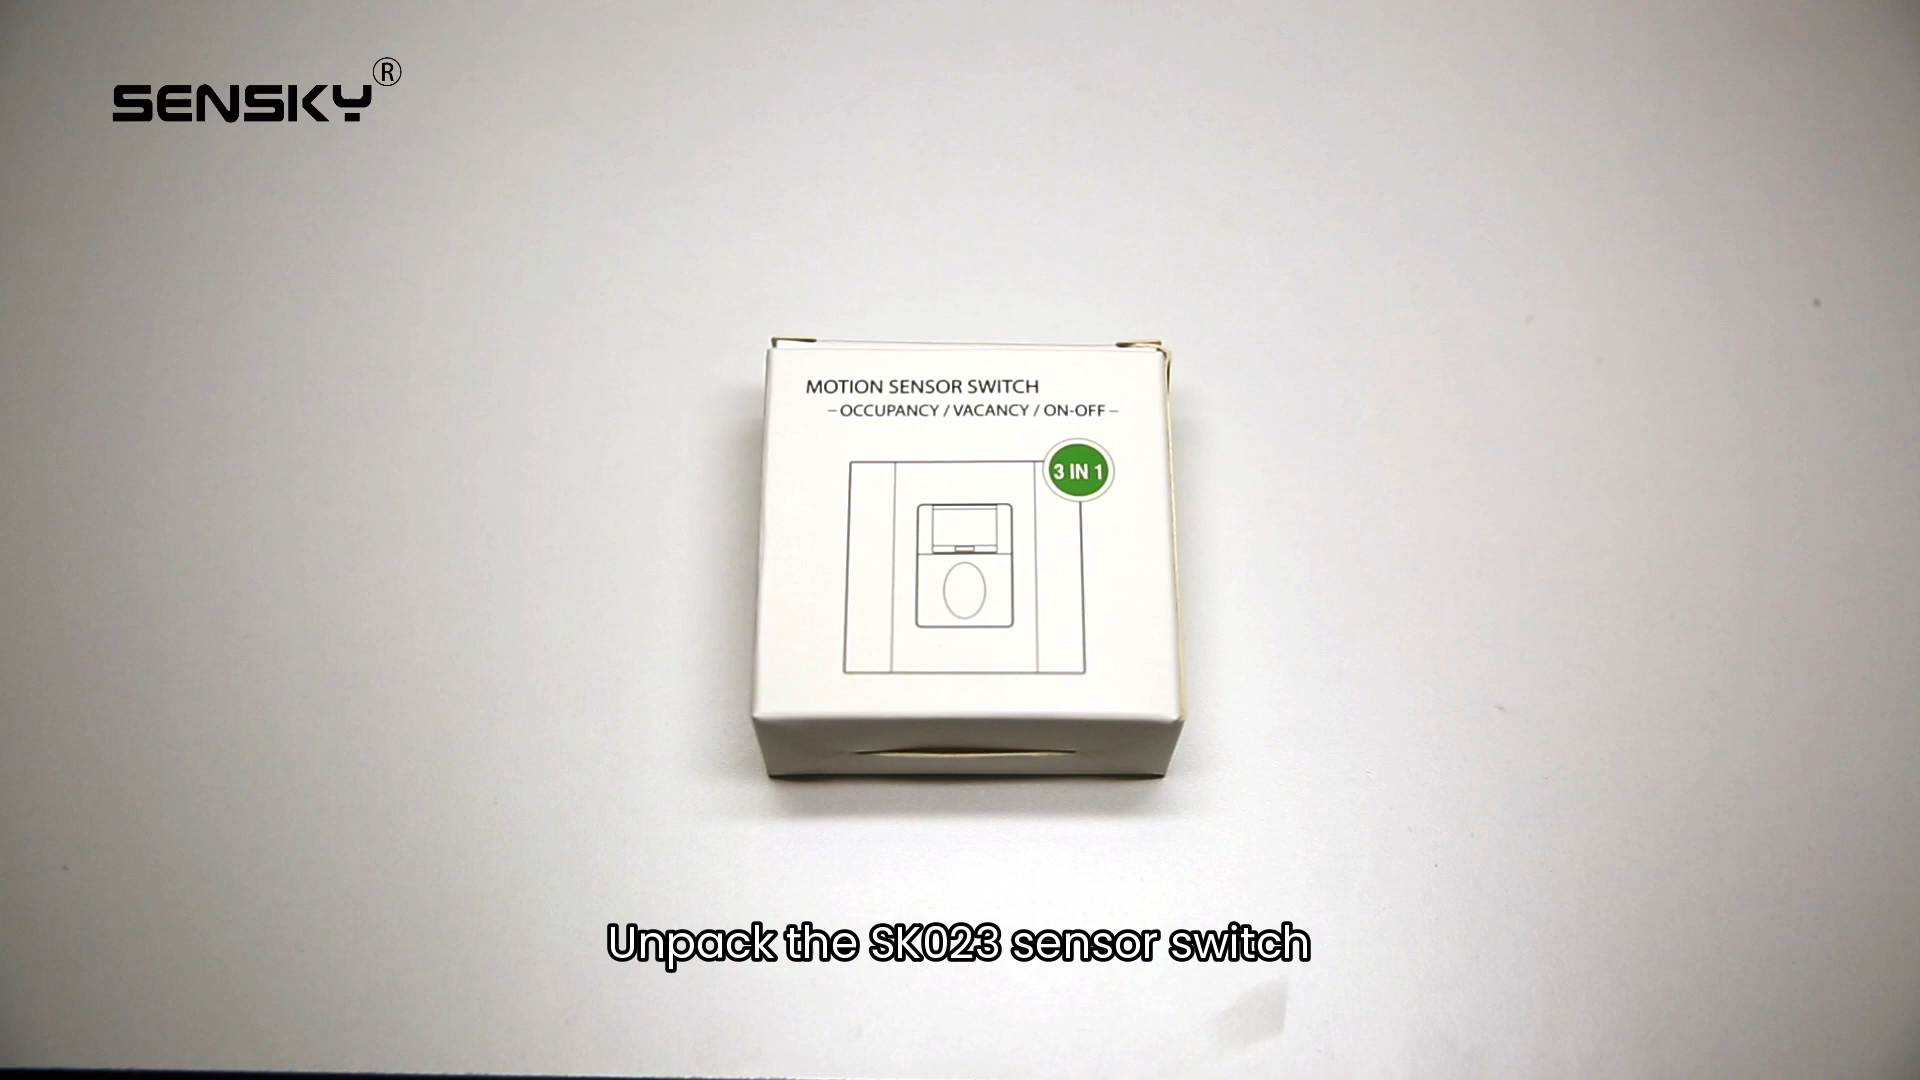 SENSKY®
MOTION SENSOR SWITCH
–OCCUPANCY / VACANCY / ON-OFF–
3 IN 1
Unpack the SK023 sensor switch